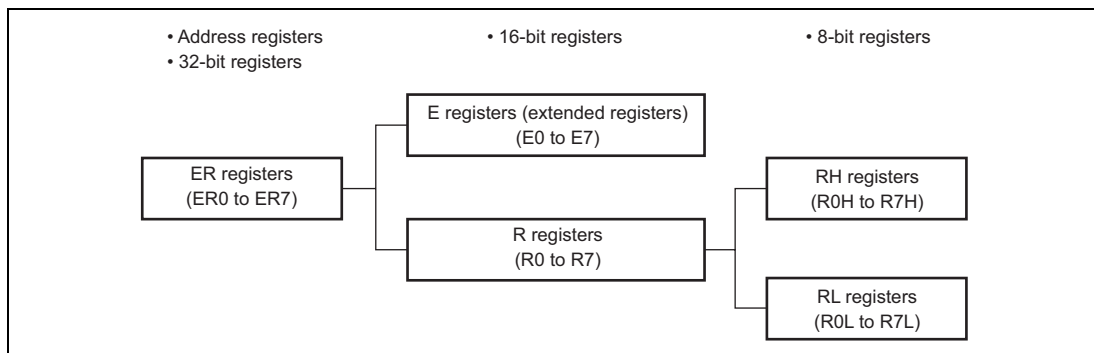 • Address registers
• 32-bit registers
• 16-bit registers
• 8-bit registers
E registers (extended registers)
(E0 to E7)
ER registers
(ER0 to ER7)
RH registers
(R0H to R7H)
R registers
(R0 to R7)
RL registers
(R0L to R7L)